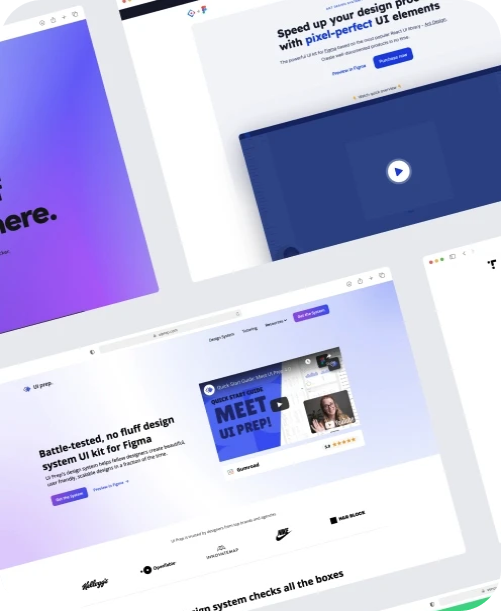 here.
Speed up your design
with pixel-perfect UI elements
The powerful UI kit for Figma based on the most popular React UI library - Ant Design.
Create well-documented products in no time.
Preview in Figma
Purchase now
Watch quick overview
uiprep.com
UI prep.
Design System
Tutoring
Resources
Get the System
Battle-tested, no fluff design
system UI kit for Figma
UI Prep's design system helps fellow designers create beautiful,
user friendly, scalable designs in a fraction of the time.
Get the System
Preview in Figma
Quick Start Guide: Meet UI Prep
QUICK START GUIDE
MEET
UI PREP!
Gumroad
5.0
UI Prep is trusted by designers from top brands and agencies
Kellogg's
OpenTable
INNOVATEMAP
NIKE
H&R BLOCK
sign system checks all the boxes